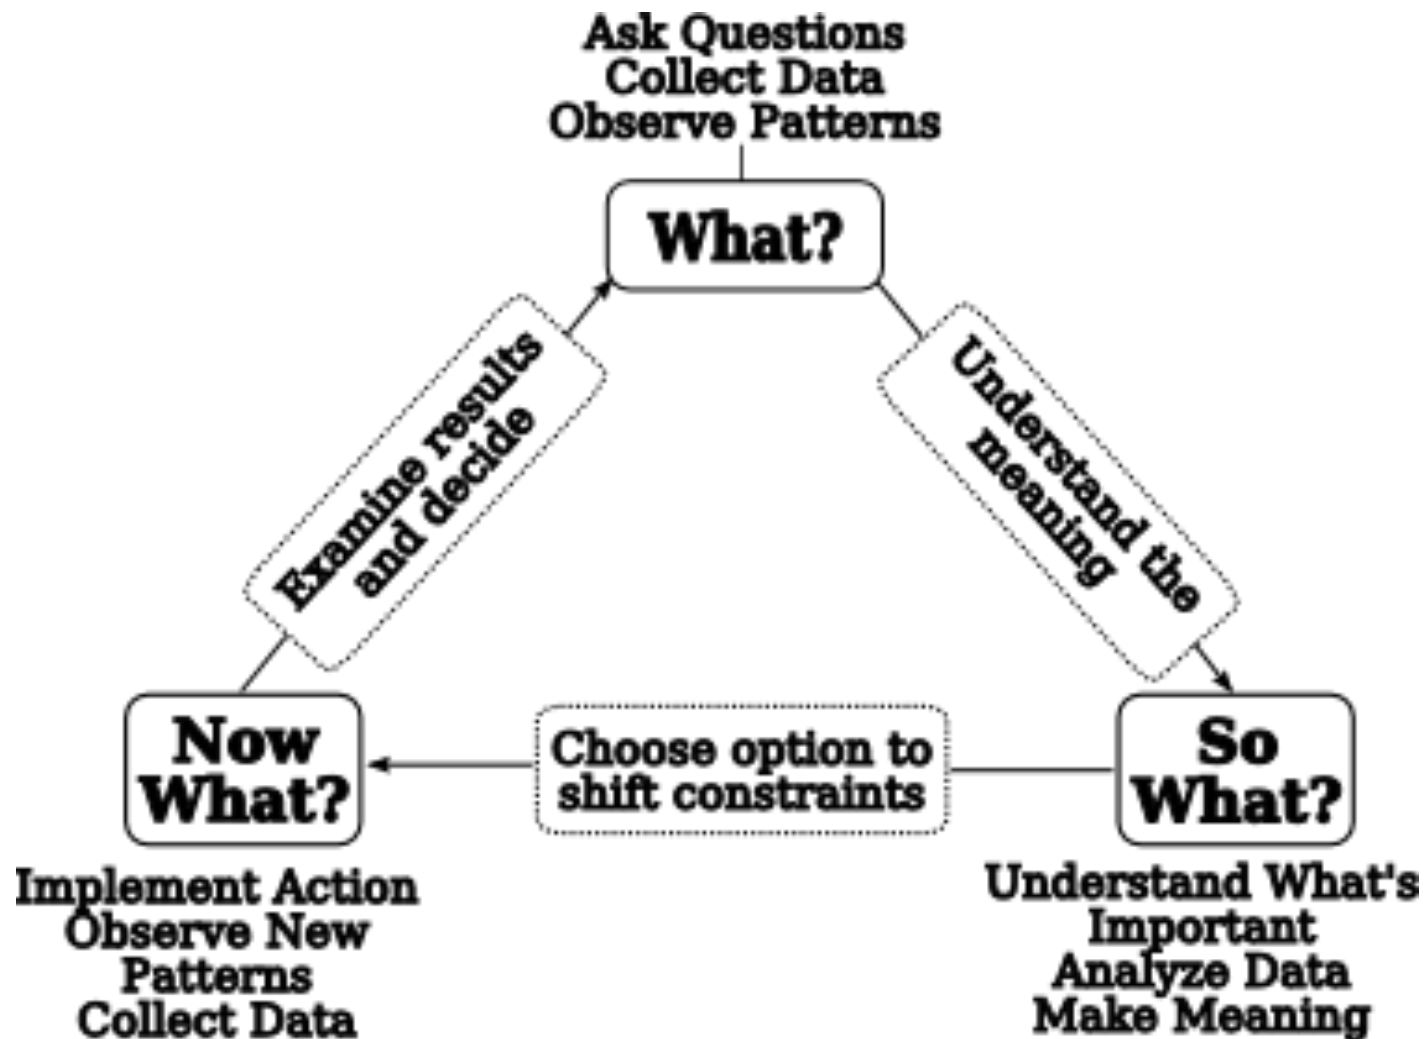 Ask Questions
Collect Data
Observe Patterns
What?
Examine results
and decide
Understand the
meaning
Now
What?
Choose option to
shift constraints
So
What?
Implement Action
Observe New
Patterns
Collect Data
Understand What's
Important
Analyze Data
Make Meaning